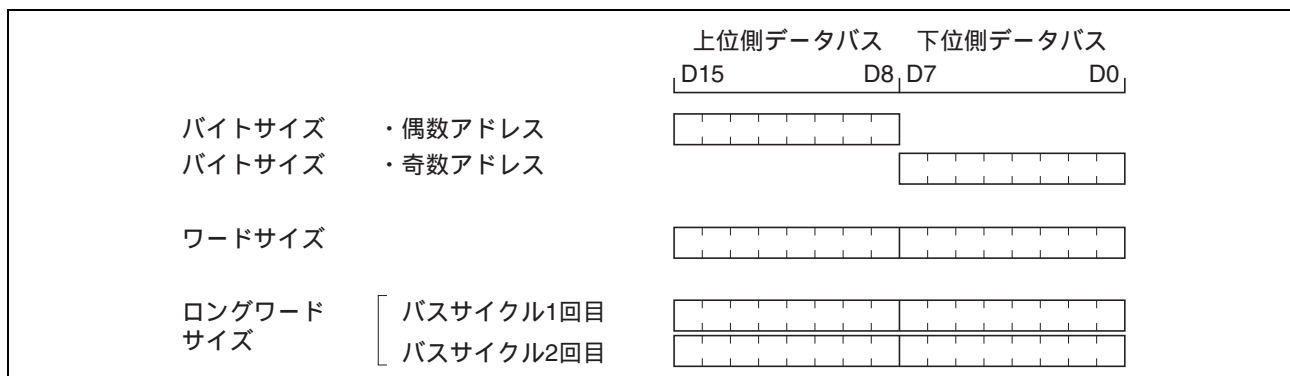 上位側データバス 下位側データバス
D15 D8 D7 D0
バイトサイズ ・偶数アドレス
バイトサイズ ・奇数アドレス
ワードサイズ
ロングワード
サイズ
バスサイクル1回目
バスサイクル2回目